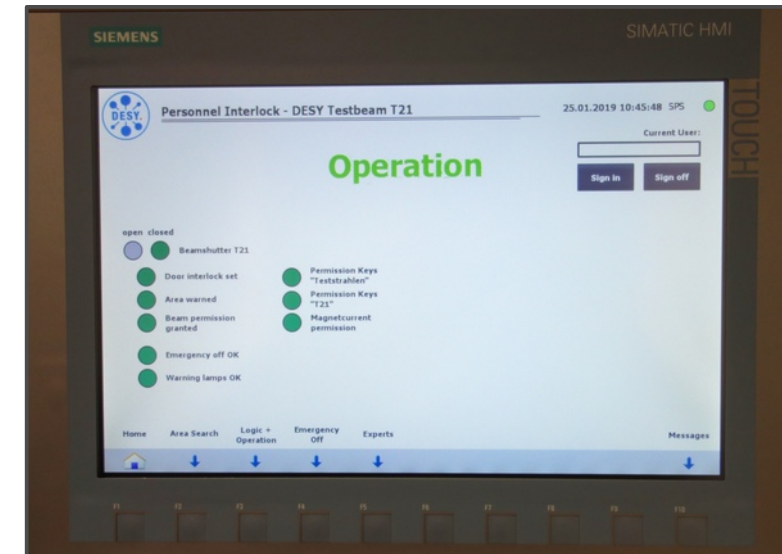 SIEMENS
SIMATIC HMI
TOUCH
DESY.
Personnel Interlock - DESY Testbeam T21
25.01.2019 10:45:48 SPS
Current User:
Operation
Sign in
Sign off
open closed
Beamshutter T21
Door interlock set
Permission Keys
"Teststrahlen"
Area warned
Permission Keys
"T21"
Beam permission
granted
Magnetcurrent
permission
Emergency off OK
Warning lamps OK
Home
Area Search
Logic +
Operation
Emergency
Off
Experts
Messages
F1 F2 F3 F4 F5 F6 F7 F8 F9 F10